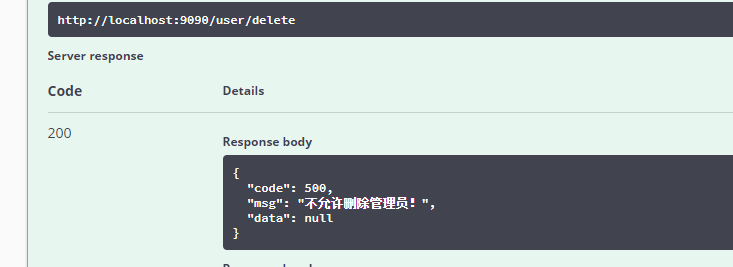 http://localhost:9090/user/delete
Server response
Code Details
200
Response body
{
  "code": 500,
  "msg": "不允许删除管理员！",
  "data": null
}